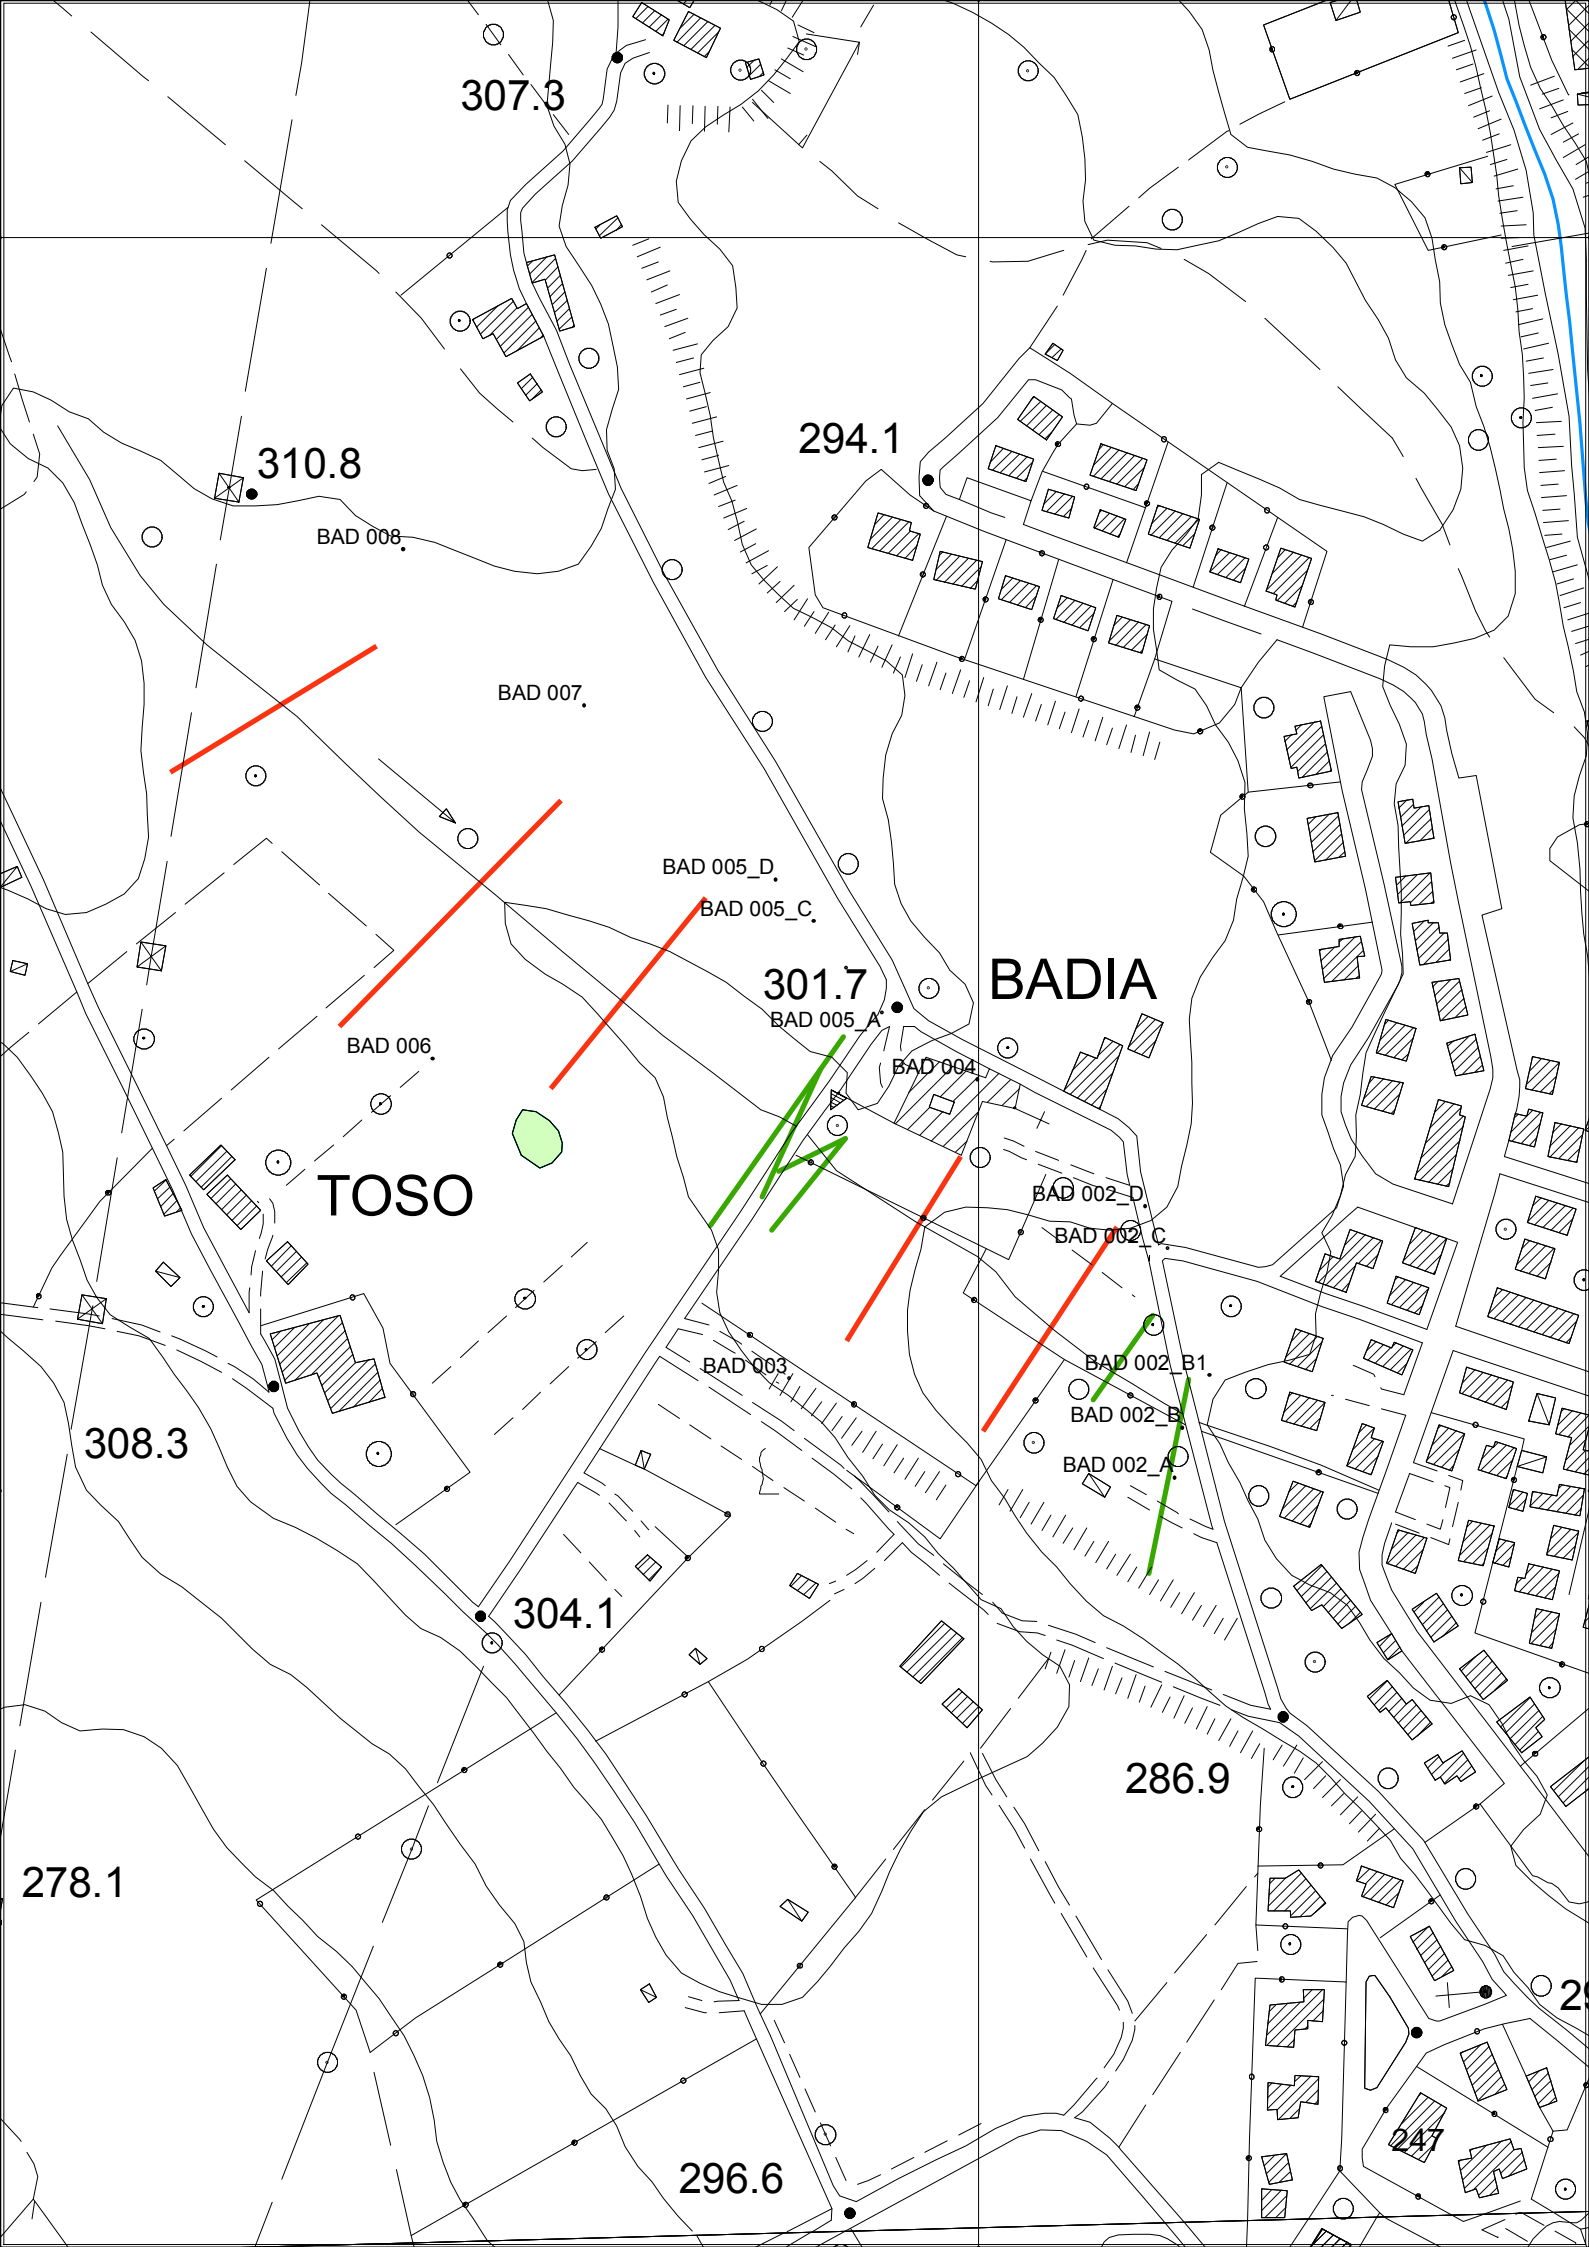 307.3
294.1
310.8
BAD 008
BAD 007
BAD 005_D
BAD 005_C
BADIA
301.7
BAD 005_A
BAD 006
BAD 004
TOSO
BAD 002_D
BAD 002_C
BAD 003
BAD 002_B1
BAD 002_B
308.3
BAD 002_A
304.1
286.9
278.1
247
296.6